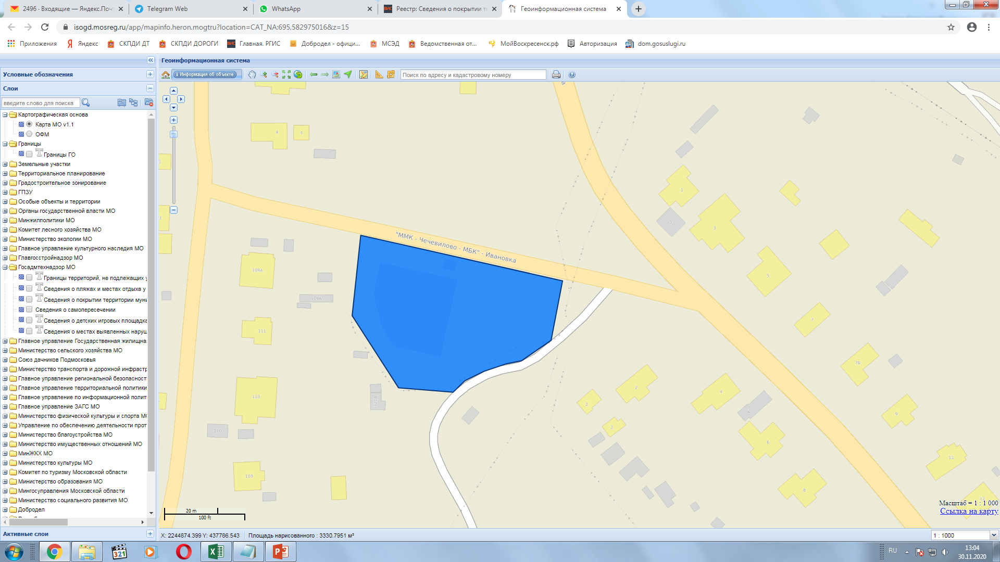 2496 · Входящие — Яндекс.Поч
Telegram Web
WhatsApp
Реестр: Сведения о покрытии т
Геоинформационная система
isogd.mosreg.ru/app/mapinfo.heron.mogtru?location=CAT_NA:695,582975016&z=15
Приложения
Яндекс
СКПДИ ДТ
СКПДИ ДОРОГИ
Главная. РГИС
Добродел - офици...
МСЭД
Ведомственная от...
МойВоскресенск.рф
Авторизация
dom.gosuslugi.ru
Геоинформационная система
Условные обозначения
Информация об объекте
Поиск по адресу и кадастровому номеру
Слои
введите слово для поиска
Картографическая основа
Карта МО v1.1
ОФМ
Границы
Границы ГО
Земельные участки
Территориальное планирование
Градостроительное зонирование
ГПЗУ
Особые объекты и территории
Органы государственной власти МО
Минжилполитики МО
Комитет лесного хозяйства МО
Министерство экологии МО
Главное управление культурного наследия МО
Главгосстройнадзор МО
Госадмтехнадзор МО
Границы территорий, не подлежащих у
Сведения о пляжах и местах отдыха у
Сведения о покрытии территории муни
Сведения о самопересечении
Сведения о детских игровых площадка
Сведения о местах выявленных наруш
Главное управление Государственная жилищна
Министерство сельского хозяйства МО
Союз дачников Подмосковья
Министерство транспорта и дорожной инфрастр
Главное управление региональной безопасност
Главное управление территориальной политики
Главное управление по информационной полит
Главное управление ЗАГС МО
Министерство физической культуры и спорта МО
Управление по обеспечению деятельности прот
Министерство благоустройства МО
Министерство имущественных отношений МО
МинЖКХ МО
Министерство культуры МО
Комитет по туризму Московской области
Министерство образования МО
Мингосуправления Московской области
Министерство социального развития МО
Добродел
Активные слои
"ММК - Чечевилово - МБК" - Ивановка
4
4
109А
109А
111
110
110
109
121А
1
1
3
5
7
7Б
9
11
13
2
2
2
4
6
8
20 m
100 ft
Масштаб = 1 : 1 000
Ссылка на карту
X: 2244874.399 Y: 437786.543
Площадь нарисованного : 3330.7951 м²
1 : 1000
RU
13:04
30.11.2020